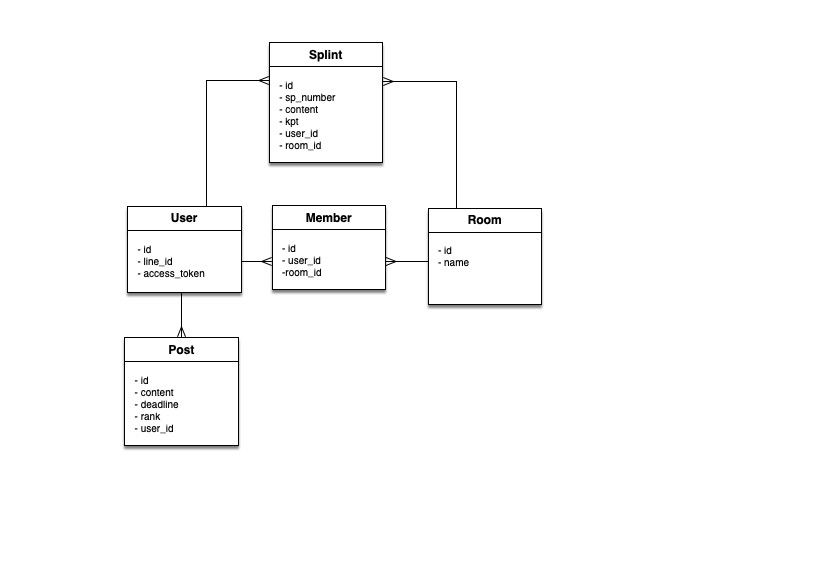 Splint
- id
- sp_number
- content
- kpt
- user_id
- room_id
User
- id
- line_id
- access_token
Member
- id
- user_id
-room_id
Room
- id
- name
Post
- id
- content
- deadline
- rank
- user_id